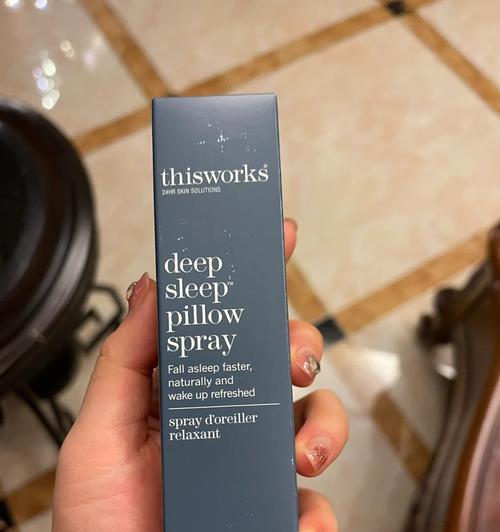 thisworks®
24HR SKIN SOLUTIONS
deep
sleep™
pillow
spray
Fall asleep faster,
naturally and
wake up refreshed
spray d'oreiller
relaxant